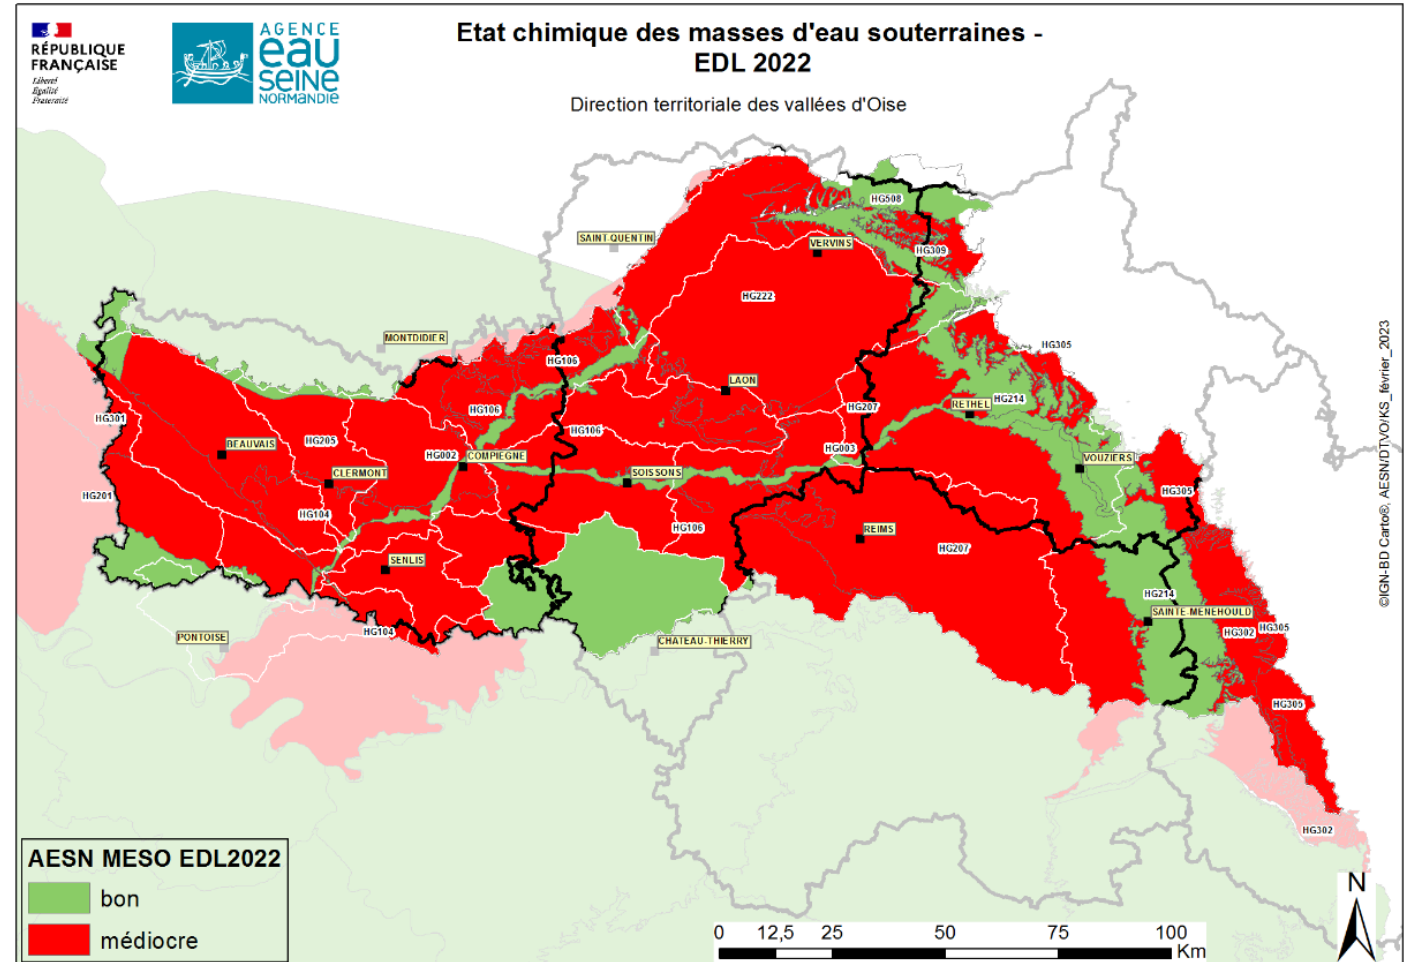 RÉPUBLIQUE
FRANÇAISE
Liberté
Égalité
Fraternité
AGENCE
eau
SEINE
NORMANDIE
Etat chimique des masses d'eau souterraines -
EDL 2022
Direction territoriale des vallées d'Oise
HG508
SAINT-QUENTIN
VERVINS
HG309
HG222
MONTDIDIER
HG305
HG106
LAON
HG214
RETHEL
HG207
HG106
HG301
HG205
HG106
BEAUVAIS
HG002
COMPIEGNE
HG003
VOUZIERS
CLERMONT
SOISSONS
HG201
HG305
HG104
HG106
REIMS
HG207
SENLIS
HG214
SAINTE-MENEHOULD
HG104
HG302
HG305
PONTOISE
CHATEAU-THIERRY
HG305
HG302
©IGN-BD Carto®, AESN/DTVO/KS_février_2023
AESN MESO EDL2022
bon
médiocre
N
0 12,5 25 50 75 100
Km